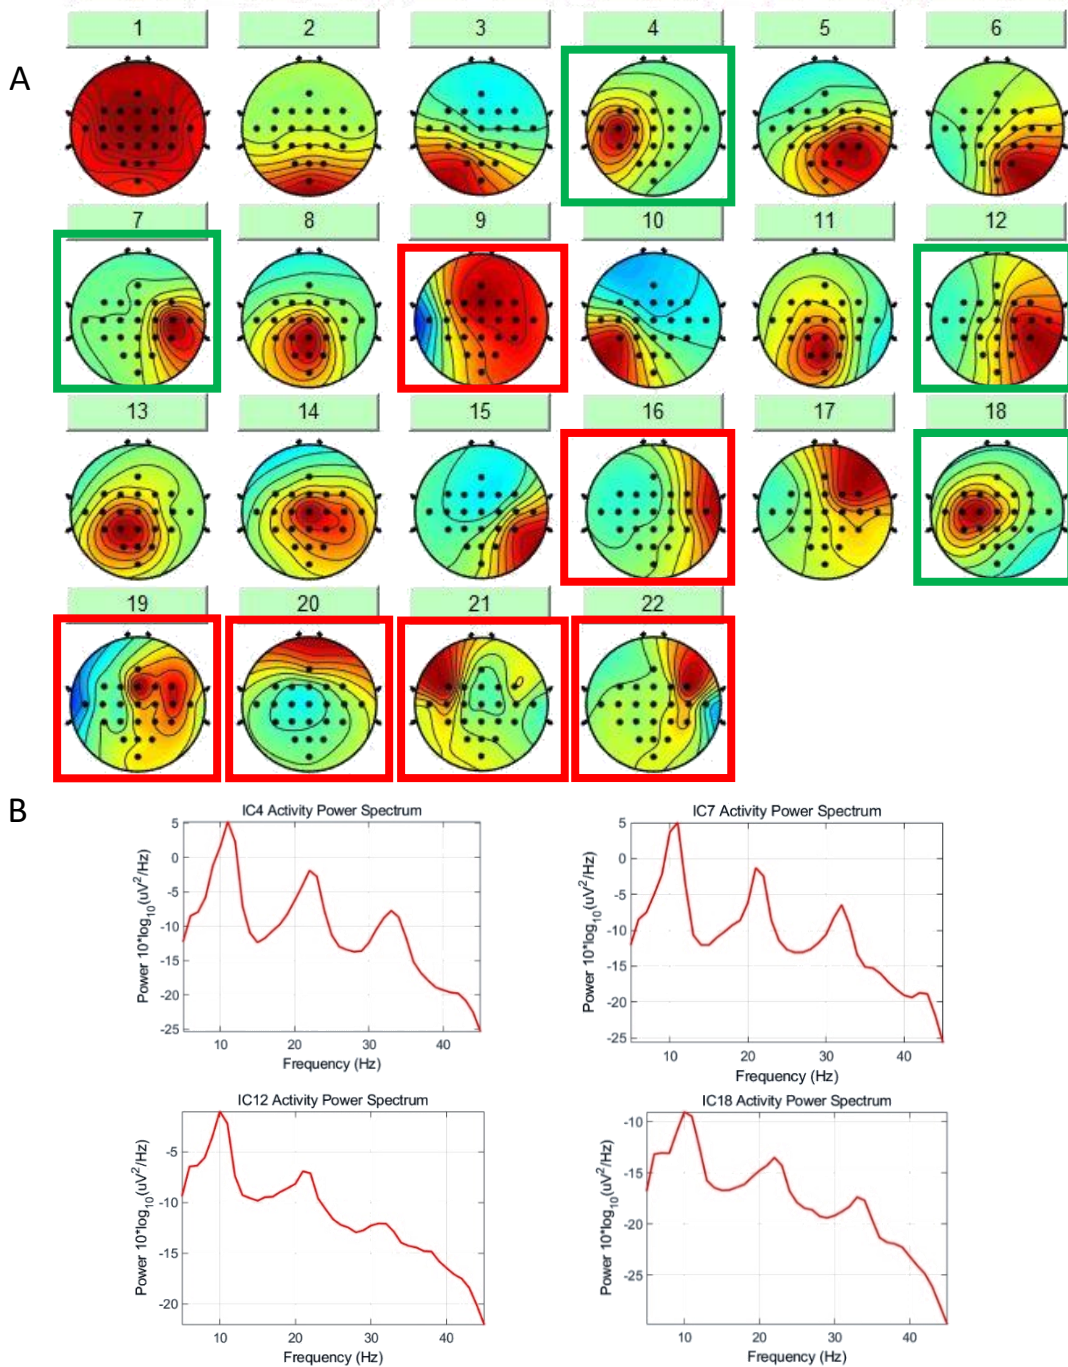 1 2 3 4 5 6
A
7 8 9 10 11 12
13 14 15 16 17 18
19 20 21 22
B
IC4 Activity Power Spectrum
5
0
-5
-10
-15
-20
-25
Power 10*log10(uV2/Hz)
10 20 30 40
Frequency (Hz)
IC7 Activity Power Spectrum
5
0
-5
-10
-15
-20
-25
Power 10*log10(uV2/Hz)
10 20 30 40
Frequency (Hz)
IC12 Activity Power Spectrum
-5
-10
-15
-20
Power 10*log10(uV2/Hz)
10 20 30 40
Frequency (Hz)
IC18 Activity Power Spectrum
-10
-15
-20
-25
Power 10*log10(uV2/Hz)
10 20 30 40
Frequency (Hz)